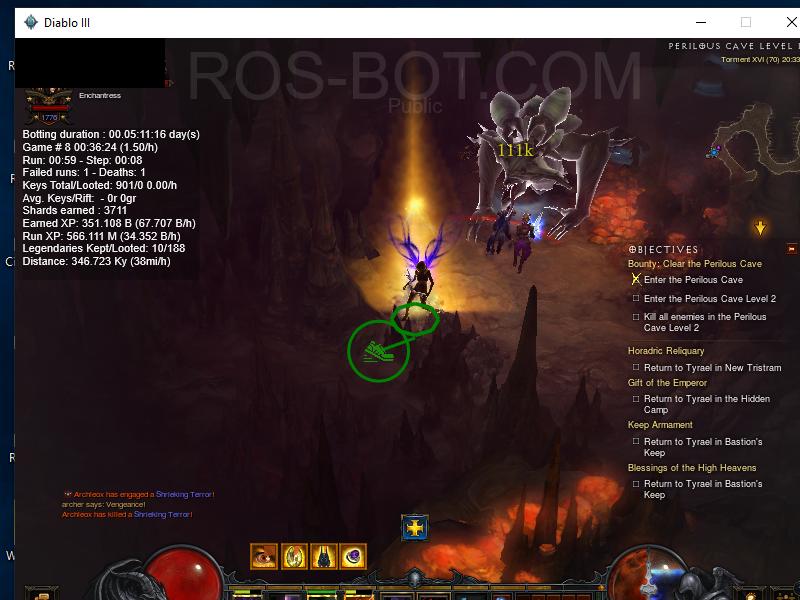 Diablo III
PERILOUS CAVE LEVEL 1
Torment XVI (70) 20:33
ROS-BOT.COM
Public
Enchantress
1776
Botting duration : 00.05:11:16 day(s)
Game # 8 00:36:24 (1.50/h)
Run: 00:59 - Step: 00:08
Failed runs: 1 - Deaths: 1
Keys Total/Looted: 901/0 0.00/h
Avg. Keys/Rift:  - 0r 0gr
Shards earned : 3711
Earned XP: 351.108 B (67.707 B/h)
Run XP: 566.111 M (34.352 B/h)
Legendaries Kept/Looted: 10/188
Distance: 346.723 Ky (38mi/h)
111k
OBJECTIVES
Bounty: Clear the Perilous Cave
Enter the Perilous Cave
Enter the Perilous Cave Level 2
Kill all enemies in the Perilous
Cave Level 2
Horadric Reliquary
Return to Tyrael in New Tristram
Gift of the Emperor
Return to Tyrael in the Hidden
Camp
Keep Armament
Return to Tyrael in Bastion's
Keep
Blessings of the High Heavens
Return to Tyrael in Bastion's
Keep
Archleox has engaged a Shrieking Terror!
archer says: Vengeance!
Archleox has killed a Shrieking Terror!